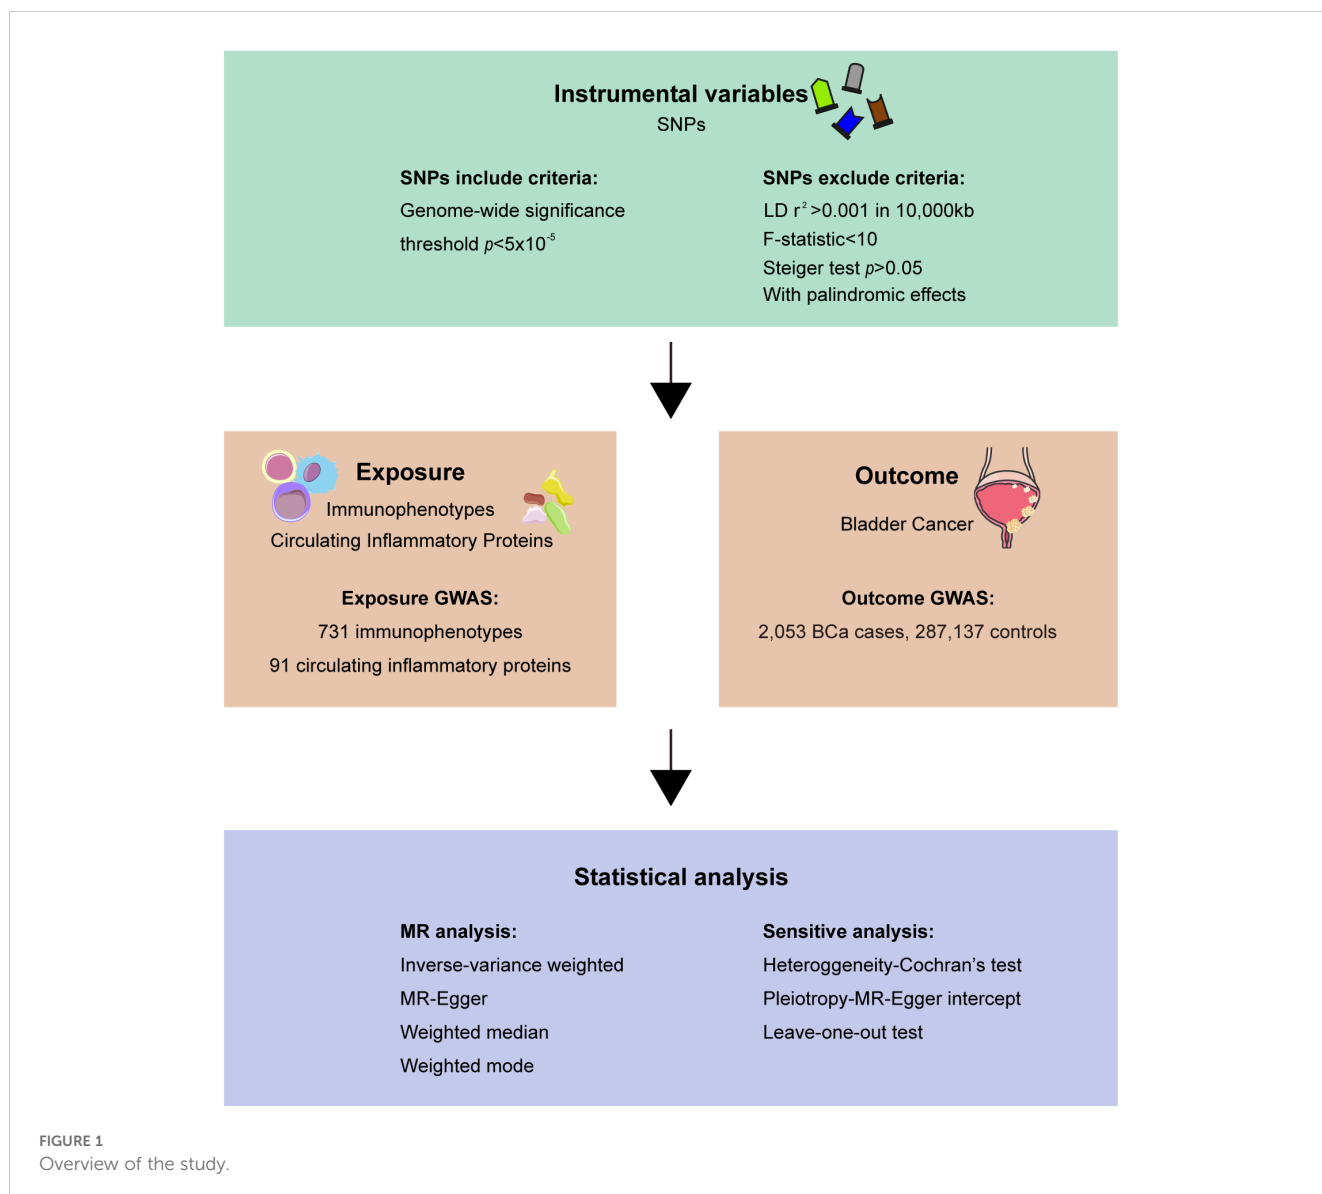 Instrumental variables
SNPs
SNPs include criteria:
Genome-wide significance
threshold p<5x10⁻⁵
SNPs exclude criteria:
LD r² >0.001 in 10,000kb
F-statistic<10
Steiger test p>0.05
With palindromic effects
Exposure
Immunophenotypes
Circulating Inflammatory Proteins
Exposure GWAS:
731 immunophenotypes
91 circulating inflammatory proteins
Outcome
Bladder Cancer
Outcome GWAS:
2,053 BCa cases, 287,137 controls
Statistical analysis
MR analysis:
Inverse-variance weighted
MR-Egger
Weighted median
Weighted mode
Sensitive analysis:
Heteroggeneity-Cochran's test
Pleiotropy-MR-Egger intercept
Leave-one-out test
FIGURE 1
Overview of the study.